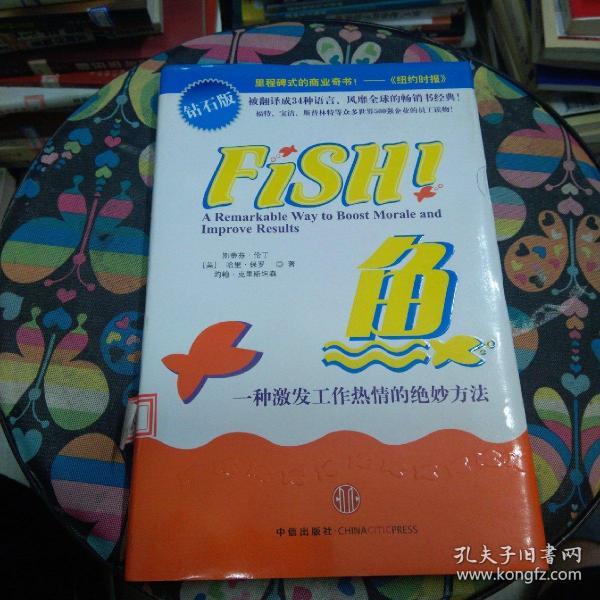 里程碑式的商业奇书！——《纽约时报》
钻石版
被翻译成34种语言，风靡全球的畅销书经典！
福特、宝洁、斯普林特等众多世界500强企业的员工读物！
FiSH!
A Remarkable Way to Boost Morale and
Improve Results
斯蒂芬·伦丁
［美］ 哈里·保罗 ◎ 著
约翰·克里斯坦森
鱼
一种激发工作热情的绝妙方法
中信出版社·CHINACITICPRESS
孔夫子旧书网
www.kongfz.com